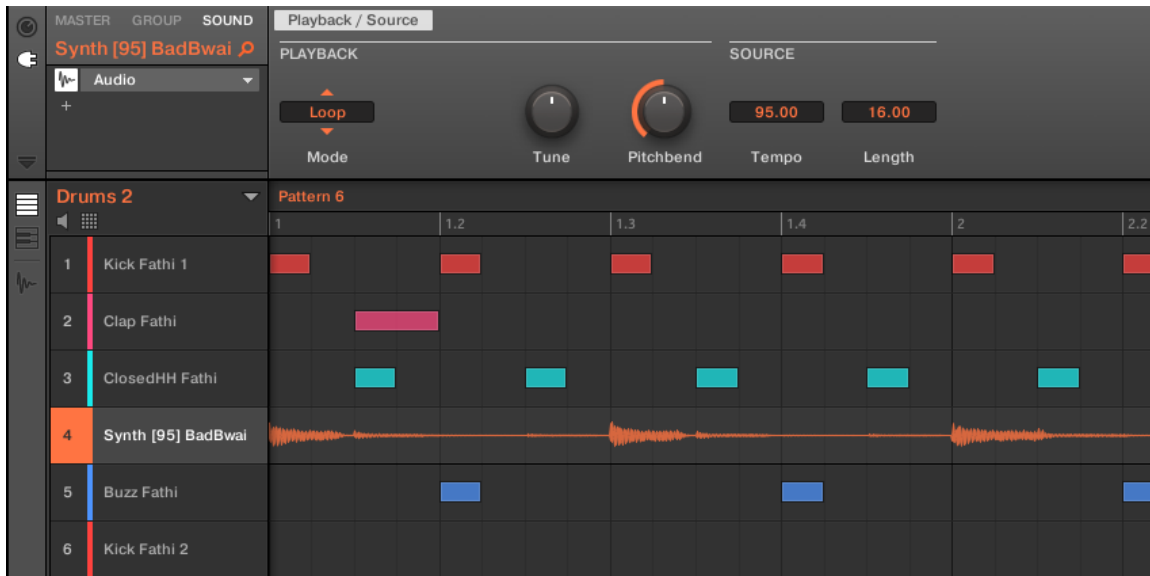 MASTER GROUP SOUND
Playback / Source
Synth [95] BadBwai
PLAYBACK
SOURCE
Audio
+
Loop
95.00
16.00
Mode
Tune
Pitchbend
Tempo
Length
Drums 2
Pattern 6
1 1.2 1.3 1.4 2 2.2
1 Kick Fathi 1
2 Clap Fathi
3 ClosedHH Fathi
4 Synth [95] BadBwai
5 Buzz Fathi
6 Kick Fathi 2